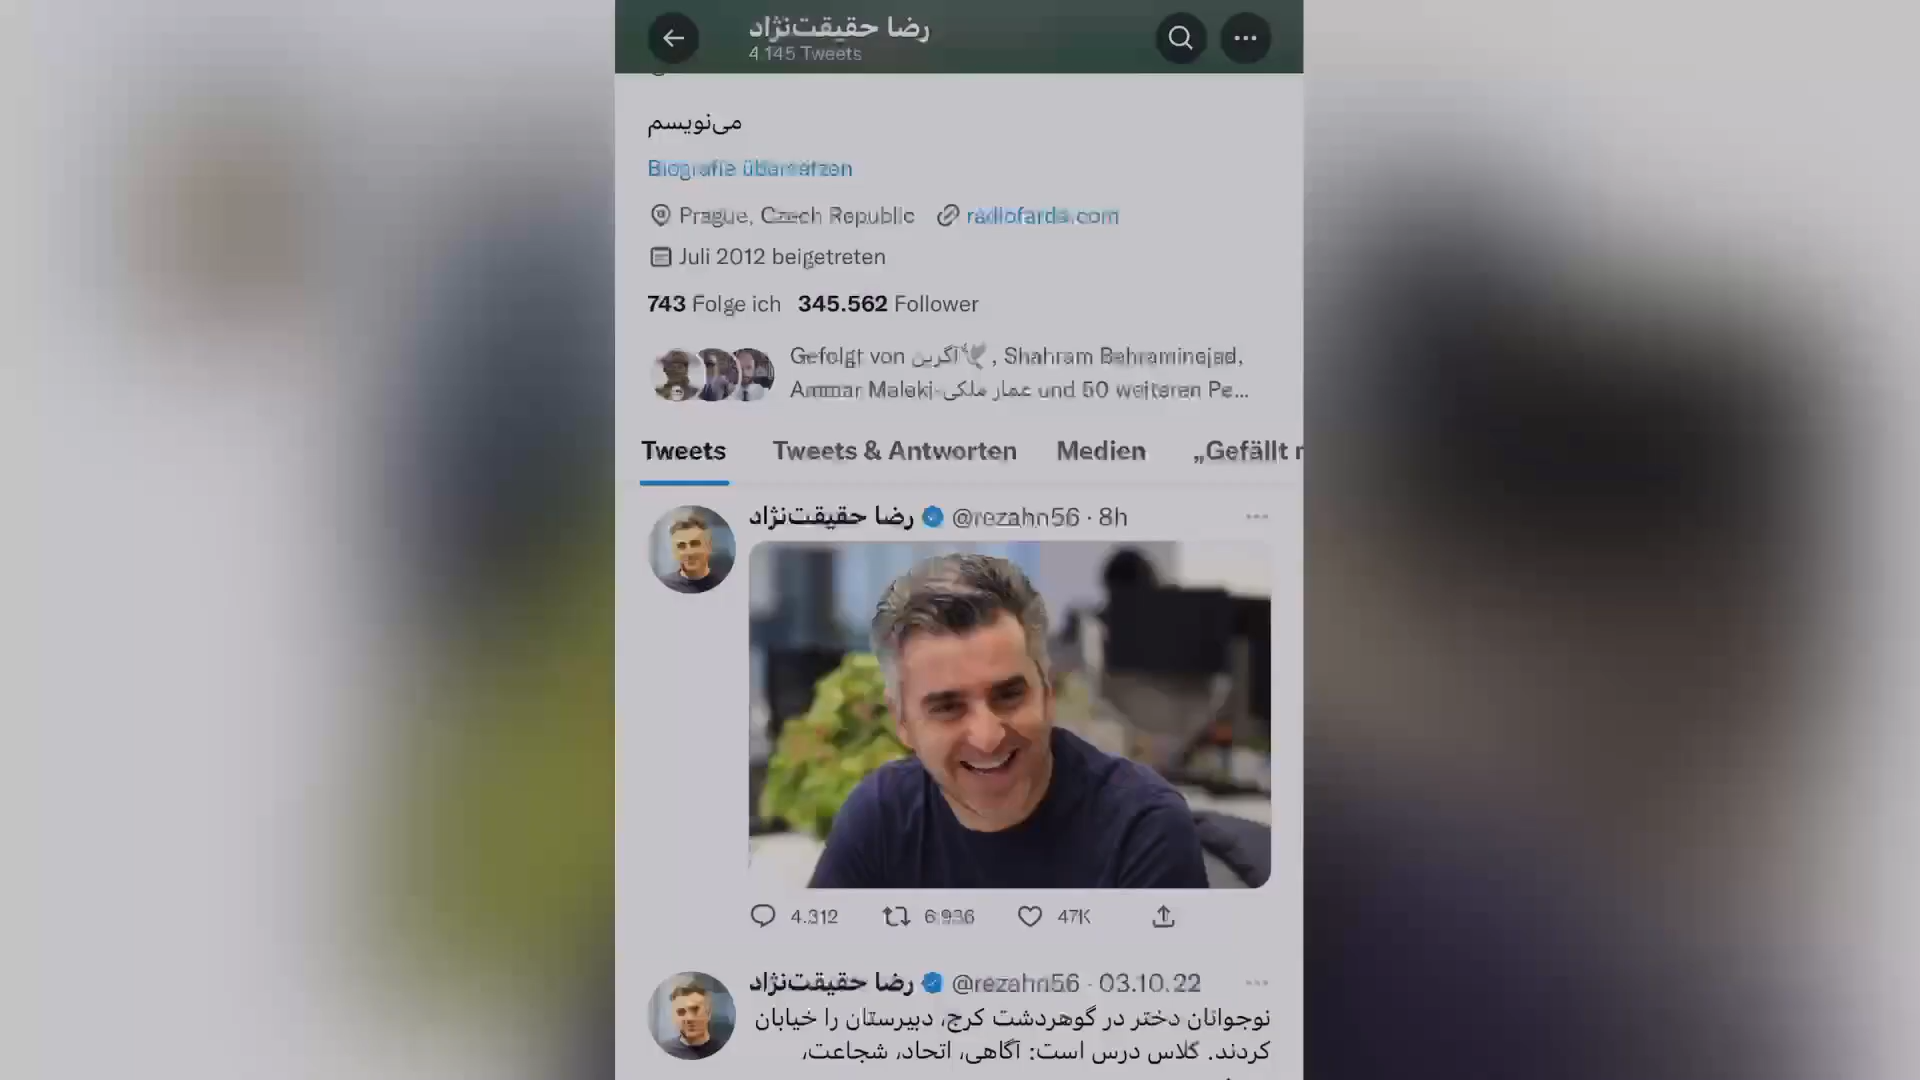 رضا حقیقت‌نژاد
4.145 Tweets
می‌نویسم
Biografie übersetzen
Prague, Czech Republic radiofarda.com
Juli 2012 beigetreten
743 Folge ich 345.562 Follower
Gefolgt von آگرین🕊, Shahram Bahraminejad,
Ammar Maleki-عمار ملکی und 50 weiteren Pe...
Tweets Tweets & Antworten Medien „Gefällt
رضا حقیقت‌نژاد @rezahn56 · 8h
4.312 6.936 47K
رضا حقیقت‌نژاد @rezahn56 · 03.10.22
نوجوانان دختر در گوهردشت کرج، دبیرستان را خیابان
کردند. کلاس درس است: آگاهی، اتحاد، شجاعت،